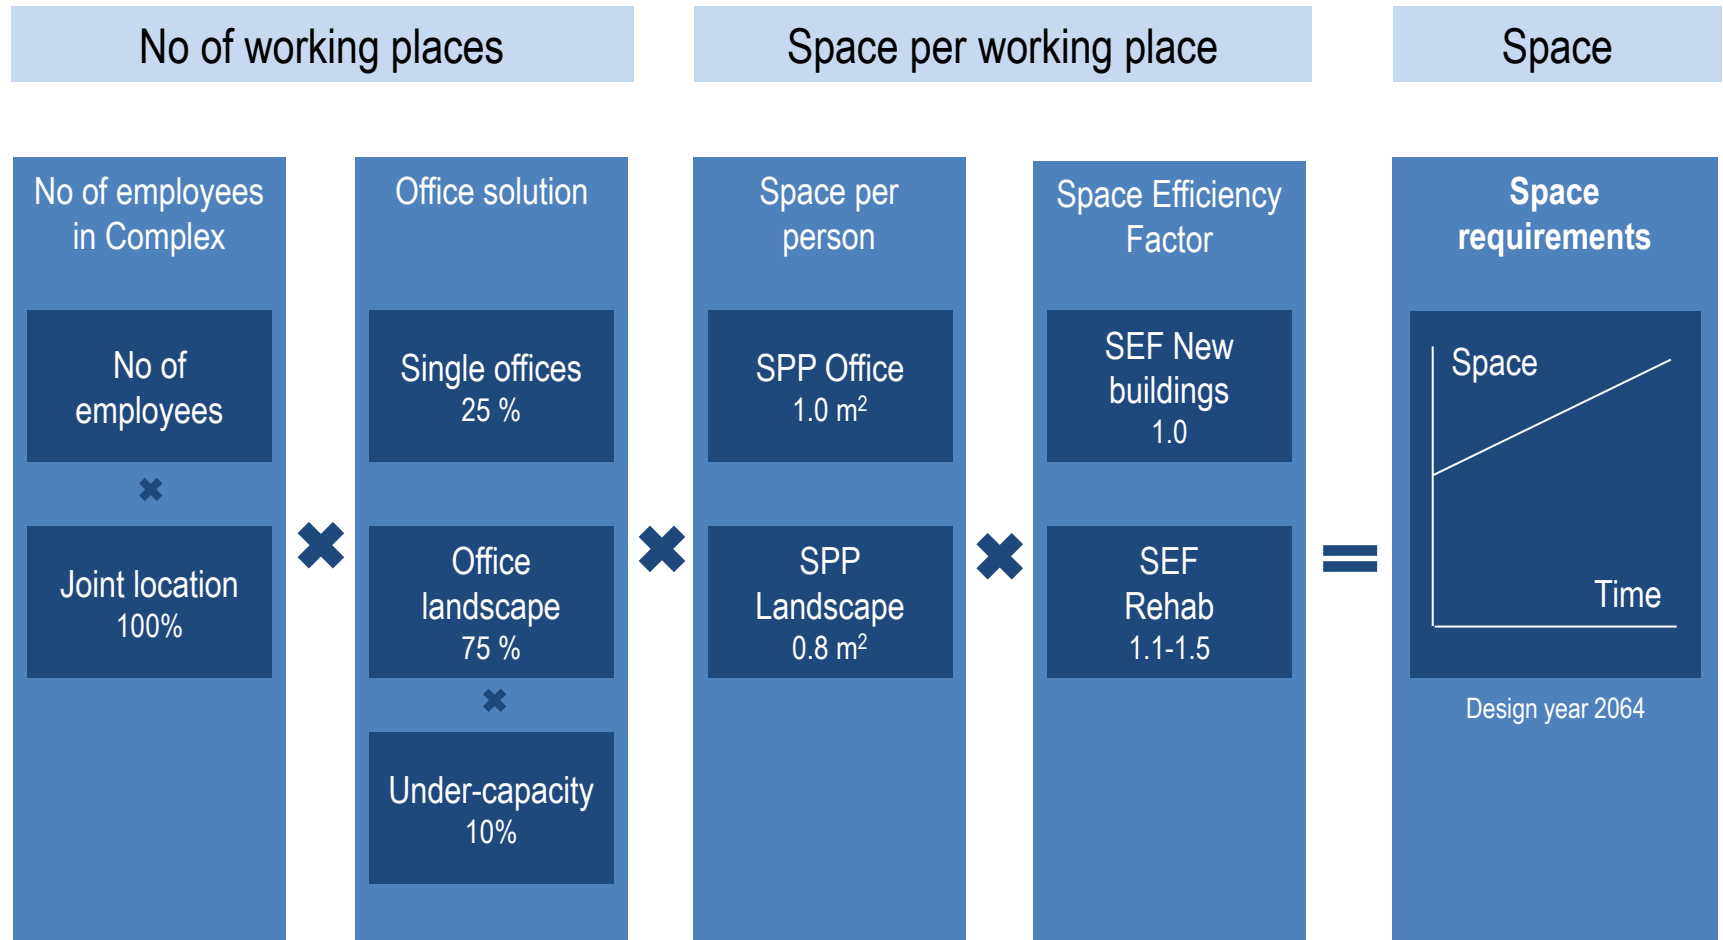 No of working places
Space per working place
Space
No of employees
in Complex
No of
employees
Joint location
100%
Office solution
Single offices
25 %
Office
landscape
75 %
Under-capacity
10%
Space per
person
SPP Office
1.0 m²
SPP
Landscape
0.8 m²
Space Efficiency
Factor
SEF New
buildings
1.0
SEF
Rehab
1.1-1.5
Space
requirements
Space
Time
Design year 2064